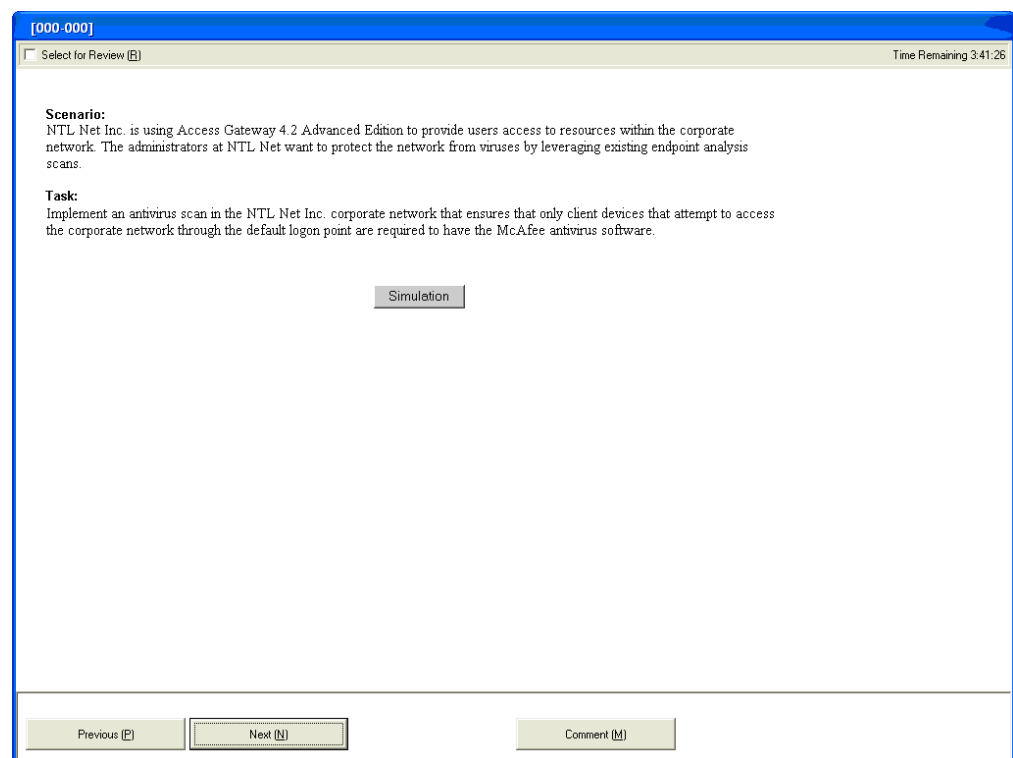 [000-000]
Select for Review (R)
Time Remaining 3:41:26
Scenario:
NTL Net Inc. is using Access Gateway 4.2 Advanced Edition to provide users access to resources within the corporate
network. The administrators at NTL Net want to protect the network from viruses by leveraging existing endpoint analysis
scans.
Task:
Implement an antivirus scan in the NTL Net Inc. corporate network that ensures that only client devices that attempt to access
the corporate network through the default logon point are required to have the McAfee antivirus software.
Simulation
Previous (P)
Next (N)
Comment (M)